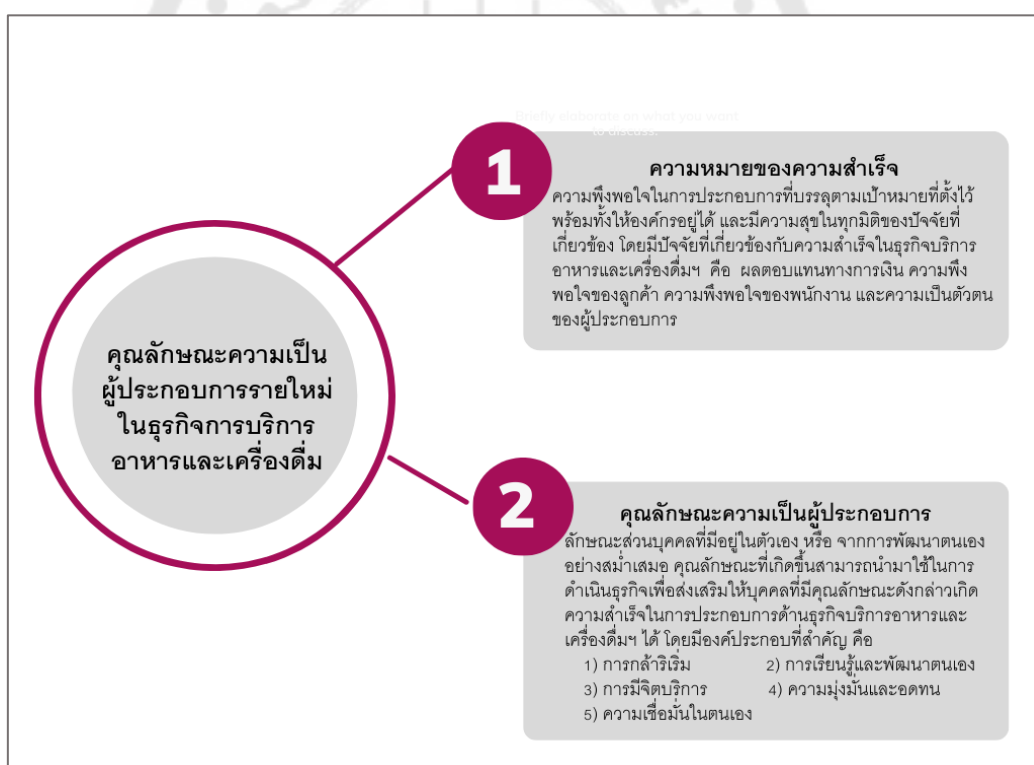 Briefly elaborate on what you want
to discuss.
1
ความหมายของความสำเร็จ
ความพึงพอใจในการประกอบการที่บรรลุตามเป้าหมายที่ตั้งไว้
พร้อมทั้งให้องค์กรอยู่ได้ และมีความสุขในทุกมิติของปัจจัยที่
เกี่ยวข้อง โดยมีปัจจัยที่เกี่ยวข้องกับความสำเร็จในธุรกิจบริการ
อาหารและเครื่องดื่มฯ คือ ผลตอบแทนทางการเงิน ความพึง
พอใจของลูกค้า ความพึงพอใจของพนักงาน และความเป็นตัวตน
ของผู้ประกอบการ
คุณลักษณะความเป็น
ผู้ประกอบการรายใหม่
ในธุรกิจการบริการ
อาหารและเครื่องดื่ม
2
คุณลักษณะความเป็นผู้ประกอบการ
ลักษณะส่วนบุคคลที่มีอยู่ในตัวเอง หรือ จากการพัฒนาตนเอง
อย่างสม่ำเสมอ คุณลักษณะที่เกิดขึ้นสามารถนำมาใช้ในการ
ดำเนินธุรกิจเพื่อส่งเสริมให้บุคคลที่มีคุณลักษณะดังกล่าวเกิด
ความสำเร็จในการประกอบการด้านธุรกิจบริการอาหารและ
เครื่องดื่มฯ ได้ โดยมีองค์ประกอบที่สำคัญ คือ
1) การกล้าริเริ่ม 2) การเรียนรู้และพัฒนาตนเอง
3) การมีจิตบริการ 4) ความมุ่งมั่นและอดทน
5) ความเชื่อมั่นในตนเอง